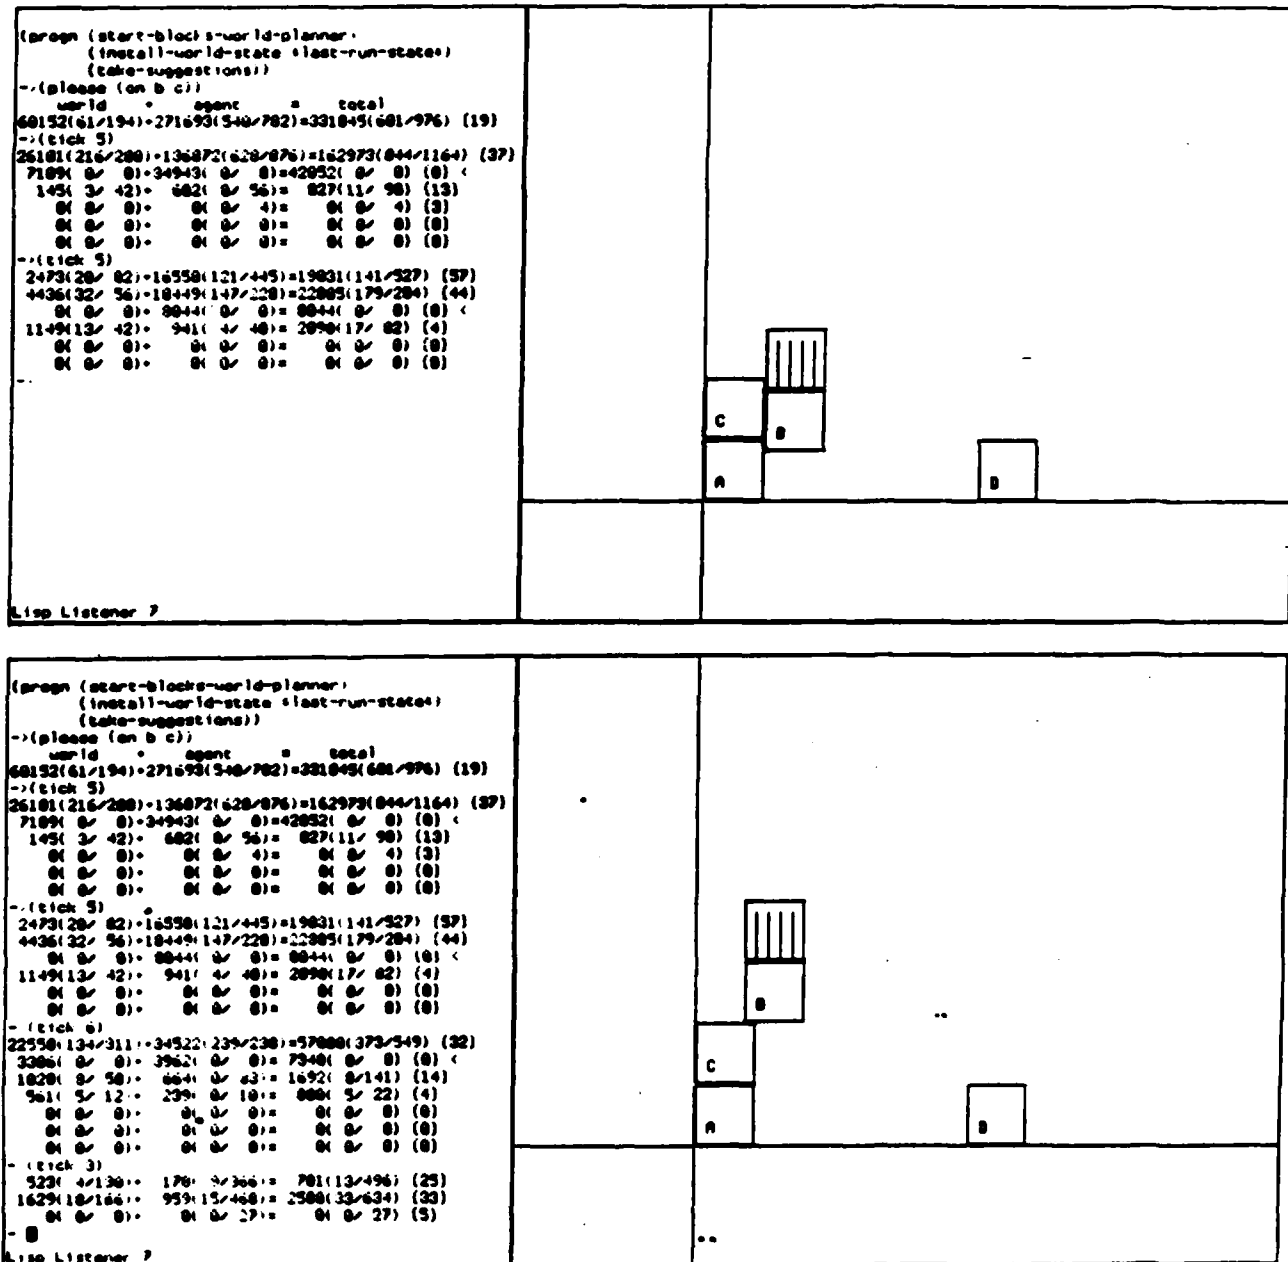 (progn (start-blocks-world-planner)
(install-world-state *last-run-state*)
(take-suggestions))
->(please (on b c))
world + agent = total
60152(61/194)+271693(540/782)=331845(601/976) (19)
->(tick 5)
26101(216/288)+136872(628/876)=162973(844/1164) (37)
7109( 0/ 0)+34943( 0/ 0)=42052( 0/ 0) (0) <
145( 3/ 42)+ 682( 8/ 56)= 827(11/ 98) (13)
0( 0/ 0)+ 0( 0/ 4)= 0( 0/ 4) (3)
0( 0/ 0)+ 0( 0/ 0)= 0( 0/ 0) (0)
0( 0/ 0)+ 0( 0/ 0)= 0( 0/ 0) (0)
->(tick 5)
2473(20/ 82)+16558(121/445)=19031(141/527) (57)
4436(32/ 56)+18449(147/228)=22885(179/284) (44)
0( 0/ 0)+ 8044( 0/ 0)= 8044( 0/ 0) (0) <
1149(13/ 42)+ 941( 4/ 40)= 2090(17/ 82) (4)
0( 0/ 0)+ 0( 0/ 0)= 0( 0/ 0) (0)
0( 0/ 0)+ 0( 0/ 0)= 0( 0/ 0) (0)
->
Lisp Listener 7
C
B
A
D
(progn (start-blocks-world-planner)
(install-world-state *last-run-state*)
(take-suggestions))
->(please (on b c))
world + agent = total
60152(61/194)+271693(540/782)=331845(601/976) (19)
->(tick 5)
26101(216/288)+136872(628/876)=162973(844/1164) (37)
7109( 0/ 0)+34943( 0/ 0)=42052( 0/ 0) (0) <
145( 3/ 42)+ 682( 8/ 56)= 827(11/ 98) (13)
0( 0/ 0)+ 0( 0/ 4)= 0( 0/ 4) (3)
0( 0/ 0)+ 0( 0/ 0)= 0( 0/ 0) (0)
0( 0/ 0)+ 0( 0/ 0)= 0( 0/ 0) (0)
->(tick 5)
2473(20/ 82)+16558(121/445)=19031(141/527) (57)
4436(32/ 56)+18449(147/228)=22885(179/284) (44)
0( 0/ 0)+ 8044( 0/ 0)= 8044( 0/ 0) (0) <
1149(13/ 42)+ 941( 4/ 40)= 2090(17/ 82) (4)
0( 0/ 0)+ 0( 0/ 0)= 0( 0/ 0) (0)
0( 0/ 0)+ 0( 0/ 0)= 0( 0/ 0) (0)
->(tick 6)
22558(134/311)+34522(239/238)=57080(373/549) (32)
3386( 0/ 0)+ 3962( 0/ 0)= 7348( 0/ 0) (0) <
1028( 8/ 58)+ 664( 0/ 83)= 1692( 8/141) (14)
561( 5/ 12)+ 239( 0/ 10)= 800( 5/ 22) (4)
0( 0/ 0)+ 0( 0/ 0)= 0( 0/ 0) (0)
0( 0/ 0)+ 0( 0/ 0)= 0( 0/ 0) (0)
0( 0/ 0)+ 0( 0/ 0)= 0( 0/ 0) (0)
->(tick 3)
523( 4/130)+ 178( 9/366)= 701(13/496) (25)
1629(18/166)+ 959(15/468)= 2588(33/634) (33)
0( 0/ 0)+ 0( 0/ 27)= 0( 0/ 27) (5)
->
Lisp Listener 7
B
C
A
D